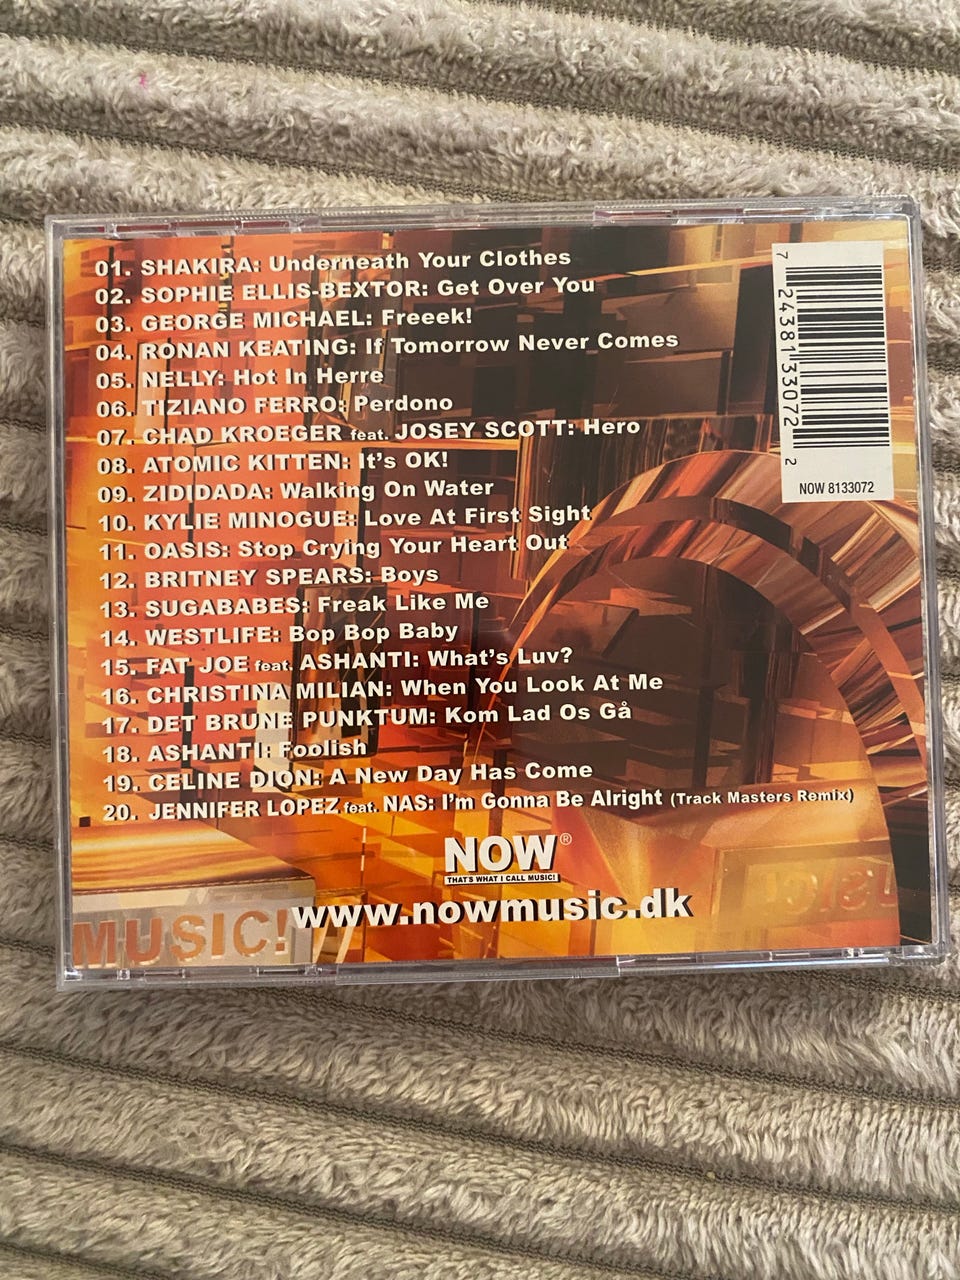 01. SHAKIRA: Underneath Your Clothes
02. SOPHIE ELLIS-BEXTOR: Get Over You
03. GEORGE MICHAEL: Freeek!
04. RONAN KEATING: If Tomorrow Never Comes
05. NELLY: Hot In Herre
06. TIZIANO FERRO: Perdono
07. CHAD KROEGER feat. JOSEY SCOTT: Hero
08. ATOMIC KITTEN: It's OK!
09. ZIDIDADA: Walking On Water
10. KYLIE MINOGUE: Love At First Sight
11. OASIS: Stop Crying Your Heart Out
12. BRITNEY SPEARS: Boys
13. SUGABABES: Freak Like Me
14. WESTLIFE: Bop Bop Baby
15. FAT JOE feat. ASHANTI: What's Luv?
16. CHRISTINA MILIAN: When You Look At Me
17. DET BRUNE PUNKTUM: Kom Lad Os Gå
18. ASHANTI: Foolish
19. CELINE DION: A New Day Has Come
20. JENNIFER LOPEZ feat. NAS: I'm Gonna Be Alright (Track Masters Remix)
7 24381 33072 2
NOW 8133072
NOW®
THAT'S WHAT I CALL MUSIC!
www.nowmusic.dk
MUSIC!